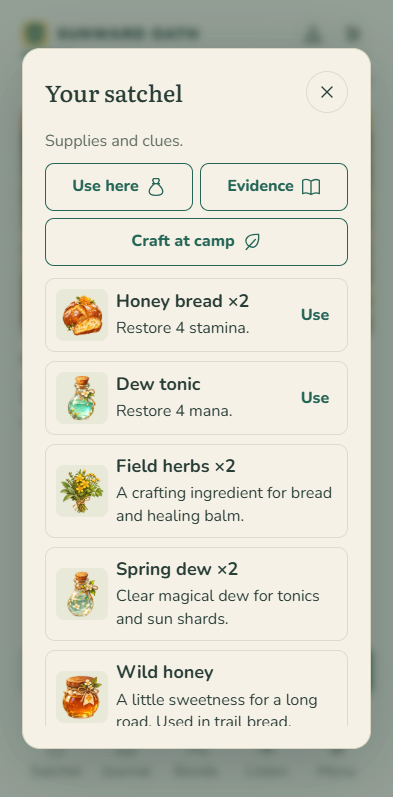 SUNWARD OATH
Your satchel
Supplies and clues.
Use here
Evidence
Craft at camp
Honey bread ×2
Restore 4 stamina.
Use
Dew tonic
Restore 4 mana.
Use
Field herbs ×2
A crafting ingredient for bread
and healing balm.
Spring dew ×2
Clear magical dew for tonics
and sun shards.
Wild honey
A little sweetness for a long
road. Used in trail bread.